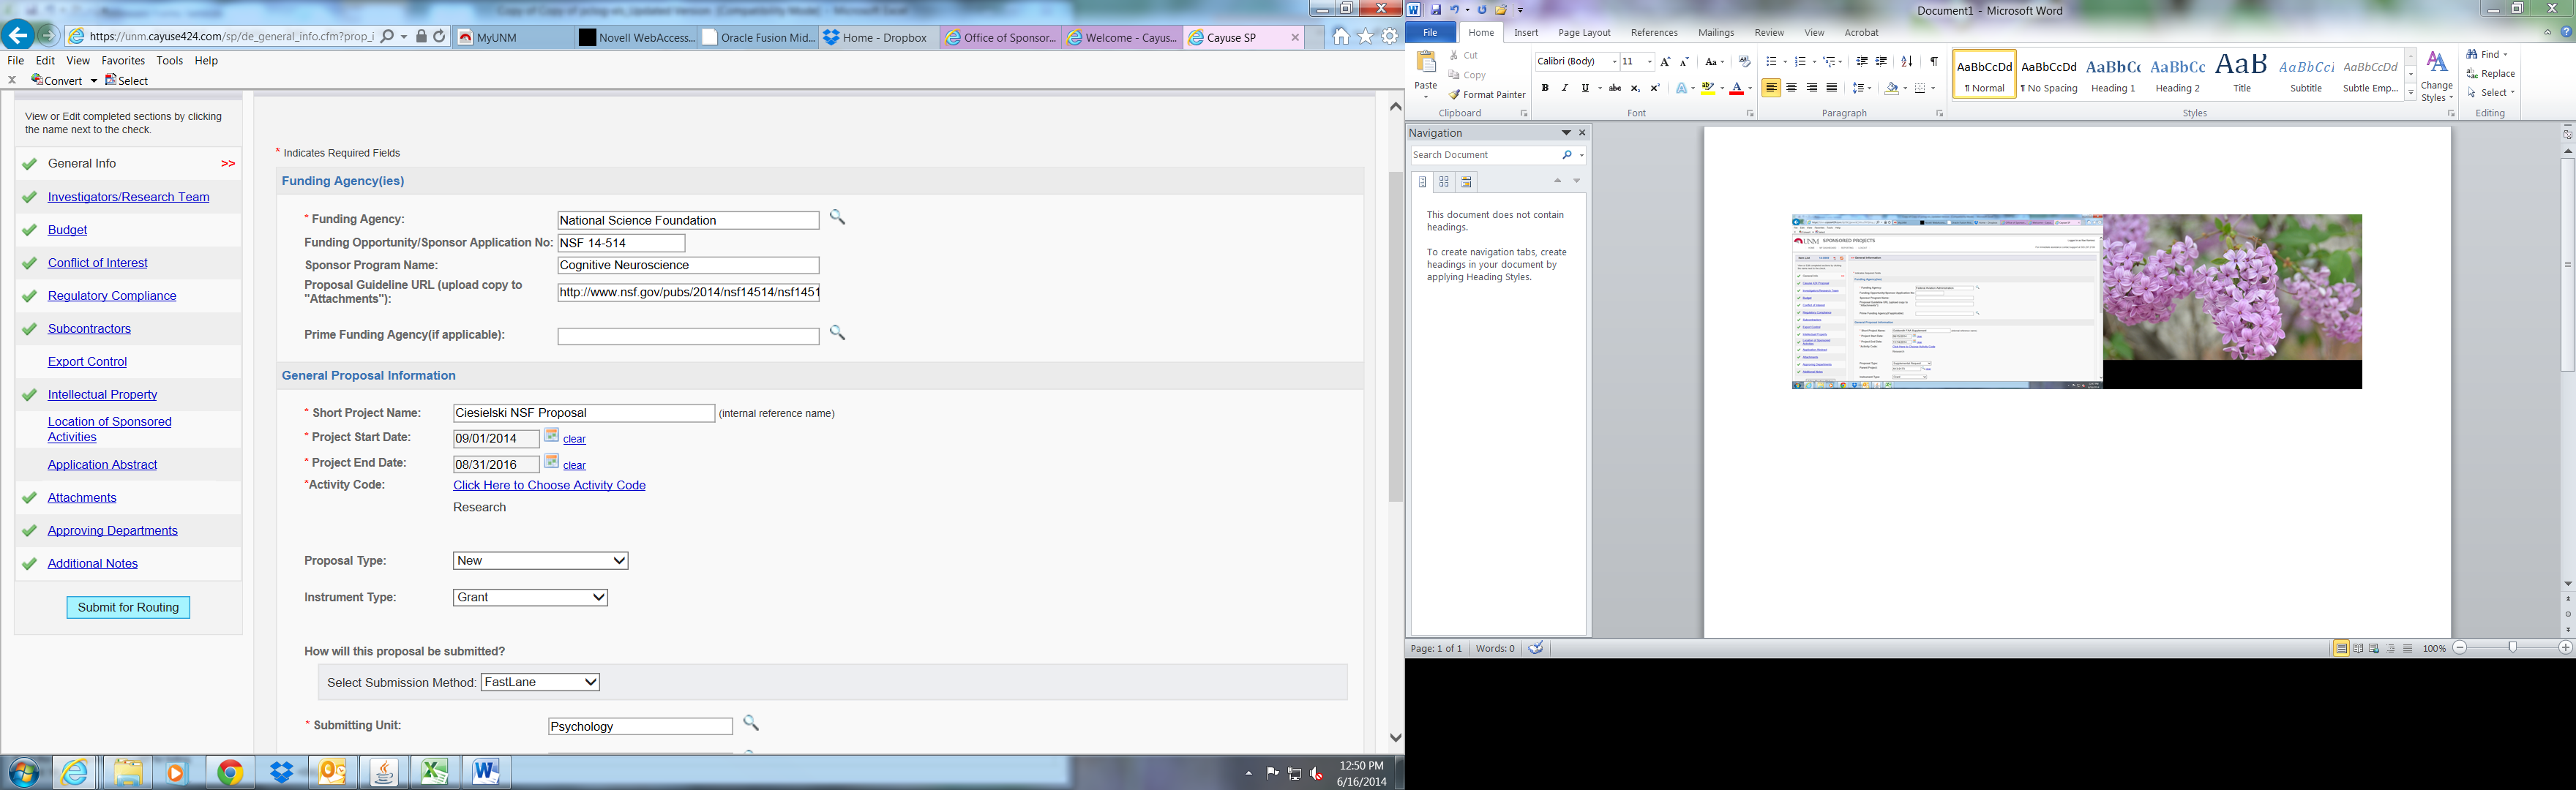 https://unm.cayuse424.com/sp/de_general_info.cfm?prop_i
MyUNM
Novell WebAccess...
Oracle Fusion Mid...
Home - Dropbox
Office of Sponsor...
Welcome - Cayus...
Cayuse SP
File Edit View Favorites Tools Help
x Convert Select
View or Edit completed sections by clicking
the name next to the check.
General Info >>
Investigators/Research Team
Budget
Conflict of Interest
Regulatory Compliance
Subcontractors
Export Control
Intellectual Property
Location of Sponsored
Activities
Application Abstract
Attachments
Approving Departments
Additional Notes
Submit for Routing
* Indicates Required Fields
Funding Agency(ies)
* Funding Agency: National Science Foundation
Funding Opportunity/Sponsor Application No: NSF 14-514
Sponsor Program Name: Cognitive Neuroscience
Proposal Guideline URL (upload copy to
"Attachments"): http://www.nsf.gov/pubs/2014/nsf14514/nsf1451
Prime Funding Agency(if applicable):
General Proposal Information
* Short Project Name: Ciesielski NSF Proposal (internal reference name)
* Project Start Date: 09/01/2014 clear
* Project End Date: 08/31/2016 clear
*Activity Code: Click Here to Choose Activity Code
Research
Proposal Type: New
Instrument Type: Grant
How will this proposal be submitted?
Select Submission Method: FastLane
* Submitting Unit: Psychology
12:50 PM
6/16/2014
Document1 - Microsoft Word
File Home Insert Page Layout References Mailings Review View Acrobat
Paste
Cut
Copy
Format Painter
Clipboard
Calibri (Body) 11
Font
Paragraph
AaBbCcDd AaBbCcDd AaBbCc AaBbCc AaB AaBbCcI AaBbCcDd
¶ Normal ¶ No Spacing Heading 1 Heading 2 Title Subtitle Subtle Emp...
Change
Styles
Styles
Find
Replace
Select
Editing
Navigation
Search Document
This document does not contain
headings.
To create navigation tabs, create
headings in your document by
applying Heading Styles.
UNM SPONSORED PROJECTS
Page: 1 of 1 Words: 0
100%